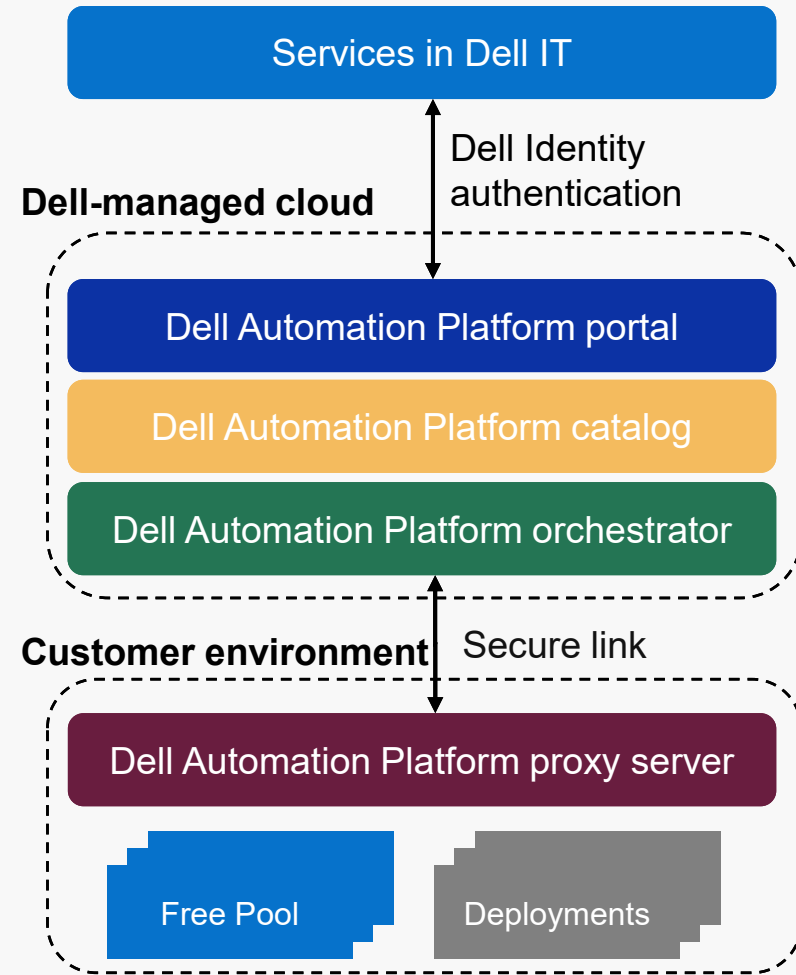 Services in Dell IT
Dell Identity
authentication
Dell-managed cloud
Dell Automation Platform portal
Dell Automation Platform catalog
Dell Automation Platform orchestrator
Customer environment
Secure link
Dell Automation Platform proxy server
Free Pool
Deployments